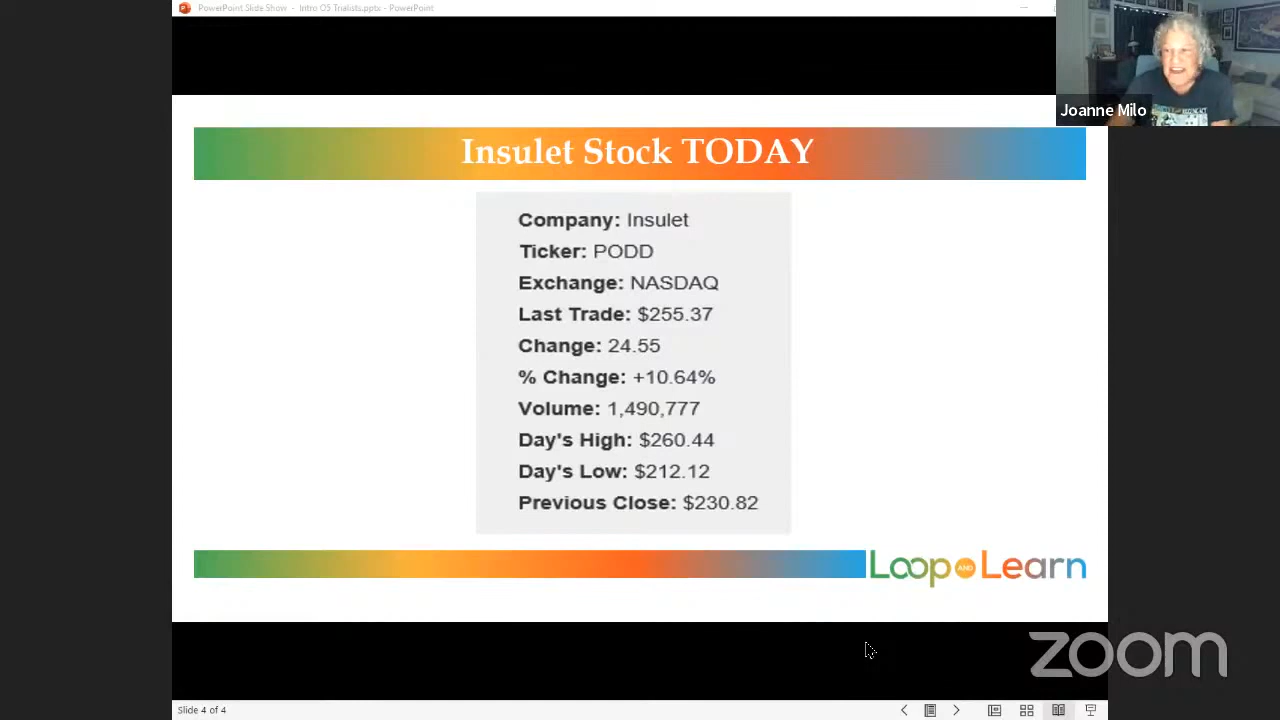 PowerPoint Slide Show - Intro O5 Trialists.pptx - PowerPoint
Joanne Milo
Insulet Stock TODAY
Company: Insulet
Ticker: PODD
Exchange: NASDAQ
Last Trade: $255.37
Change: 24.55
% Change: +10.64%
Volume: 1,490,777
Day's High: $260.44
Day's Low: $212.12
Previous Close: $230.82
Loop AND Learn
zoom
Slide 4 of 4